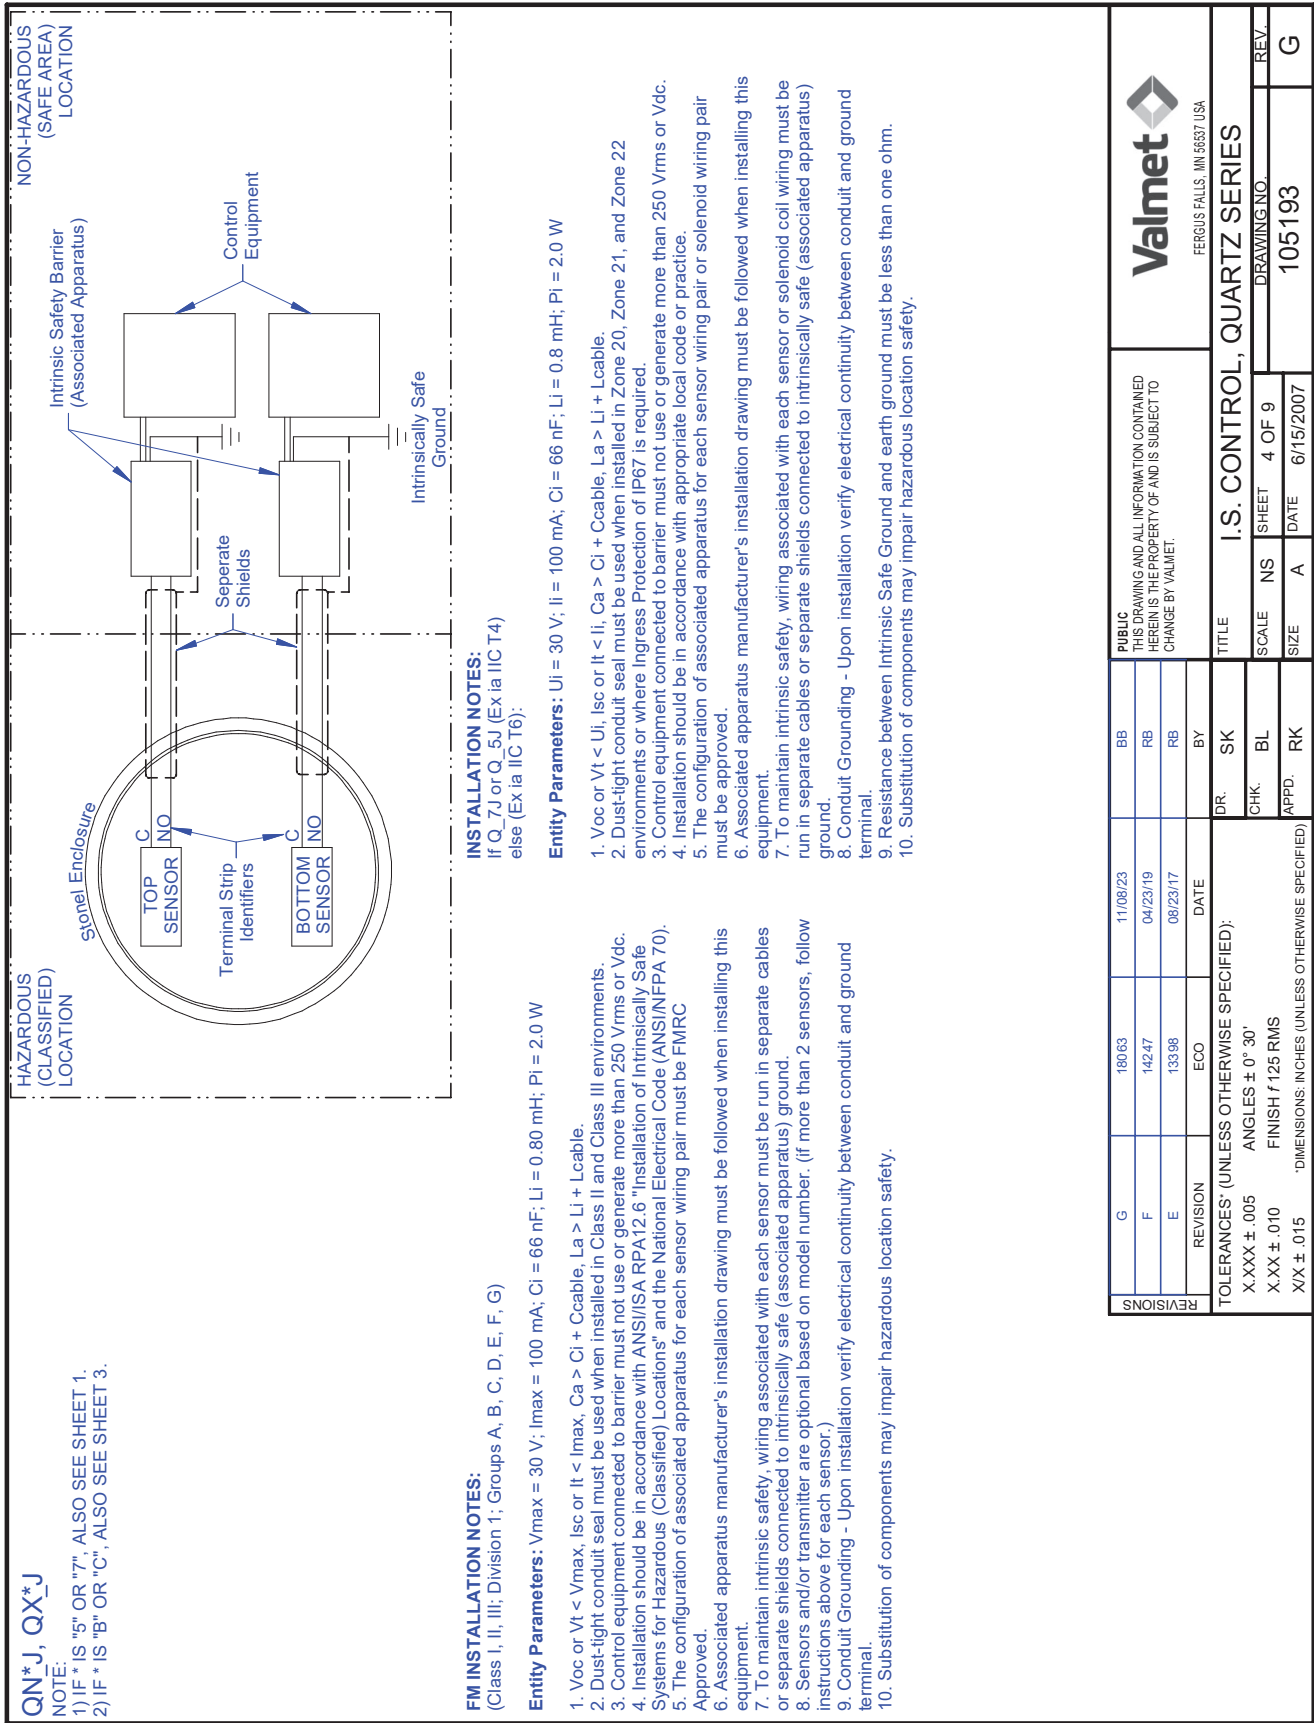 QN*J, QX*J
NOTE:
1) IF * IS "5" OR "7", ALSO SEE SHEET 1.
2) IF * IS "B" OR "C", ALSO SEE SHEET 3.
HAZARDOUS
(CLASSIFIED)
LOCATION
NON-HAZARDOUS
(SAFE AREA)
LOCATION
Stonel Enclosure
TOP
SENSOR
C
NO
Terminal Strip
Identifiers
BOTTOM
SENSOR
C
NO
Seperate
Shields
Intrinsic Safety Barrier
(Associated Apparatus)
Control
Equipment
Intrinsically Safe
Ground
FM INSTALLATION NOTES:
(Class I, II, III; Division 1; Groups A, B, C, D, E, F, G)
Entity Parameters: Vmax = 30 V; Imax = 100 mA; Ci = 66 nF; Li = 0.80 mH; Pi = 2.0 W
1. Voc or Vt < Vmax, Isc or It < Imax, Ca > Ci + Ccable, La > Li + Lcable.
2. Dust-tight conduit seal must be used when installed in Class II and Class III environments.
3. Control equipment connected to barrier must not use or generate more than 250 Vrms or Vdc.
4. Installation should be in accordance with ANSI/ISA RPA12.6 "Installation of Intrinsically Safe
Systems for Hazardous (Classified) Locations" and the National Electrical Code (ANSI/NFPA 70).
5. The configuration of associated apparatus for each sensor wiring pair must be FMRC
Approved.
6. Associated apparatus manufacturer's installation drawing must be followed when installing this
equipment.
7. To maintain intrinsic safety, wiring associated with each sensor must be run in separate cables
or separate shields connected to intrinsically safe (associated apparatus) ground.
8. Sensors and/or transmitter are optional based on model number. (if more than 2 sensors, follow
instructions above for each sensor.)
9. Conduit Grounding - Upon installation verify electrical continuity between conduit and ground
terminal.
10. Substitution of components may impair hazardous location safety.
INSTALLATION NOTES:
If Q_7J or Q_5J (Ex ia IIC T4)
else (Ex ia IIC T6):
Entity Parameters: Ui = 30 V; Ii = 100 mA; Ci = 66 nF; Li = 0.8 mH; Pi = 2.0 W
1. Voc or Vt < Ui, Isc or It < Ii, Ca > Ci + Ccable, La > Li + Lcable.
2. Dust-tight conduit seal must be used when installed in Zone 20, Zone 21, and Zone 22
environments or where Ingress Protection of IP67 is required.
3. Control equipment connected to barrier must not use or generate more than 250 Vrms or Vdc.
4. Installation should be in accordance with appropriate local code or practice.
5. The configuration of associated apparatus for each sensor wiring pair or solenoid wiring pair
must be approved.
6. Associated apparatus manufacturer's installation drawing must be followed when installing this
equipment.
7. To maintain intrinsic safety, wiring associated with each sensor or solenoid coil wiring must be
run in separate cables or separate shields connected to intrinsically safe (associated apparatus)
ground.
8. Conduit Grounding - Upon installation verify electrical continuity between conduit and ground
terminal.
9. Resistance between Intrinsic Safe Ground and earth ground must be less than one ohm.
10. Substitution of components may impair hazardous location safety.
REVISIONS
G 18063 11/08/23 BB
F 14247 04/23/19 RB
E 13398 08/23/17 RB
REVISION ECO DATE BY
TOLERANCES* (UNLESS OTHERWISE SPECIFIED):
X.XXX ± .005 ANGLES ± 0° 30'
X.XX ± .010 FINISH f 125 RMS
X/X ± .015 *DIMENSIONS: INCHES (UNLESS OTHERWISE SPECIFIED)
DR. SK
CHK. BL
APPD. RK
PUBLIC
THIS DRAWING AND ALL INFORMATION CONTAINED
HEREIN IS THE PROPERTY OF AND IS SUBJECT TO
CHANGE BY VALMET.
Valmet
FERGUS FALLS, MN 56537 USA
TITLE
I.S. CONTROL, QUARTZ SERIES
SCALE NS SHEET 4 OF 9 DRAWING NO. REV.
SIZE A DATE 6/15/2007 105193 G